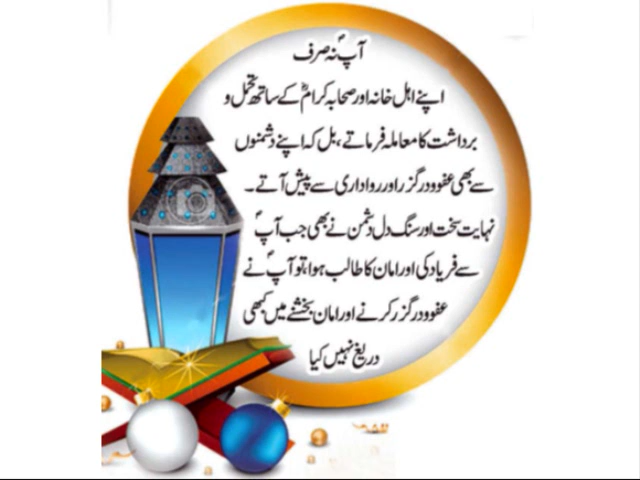 آپؐ نہ صرف
اپنے اہل خانہ اور صحابہ کرامؓ کے ساتھ تحمل و
برداشت کا معاملہ فرماتے، بل کہ اپنے دشمنوں
سے بھی عفوودرگزر اور رواداری سے پیش آتے۔
نہایت سخت اور سنگ دل دشمن نے بھی جب آپؐ
سے فریاد کی اور امان کا طالب ہوا، تو آپؐ نے
عفوودرگزر کرنے اور امان بخشنے میں کبھی
دریغ نہیں کیا